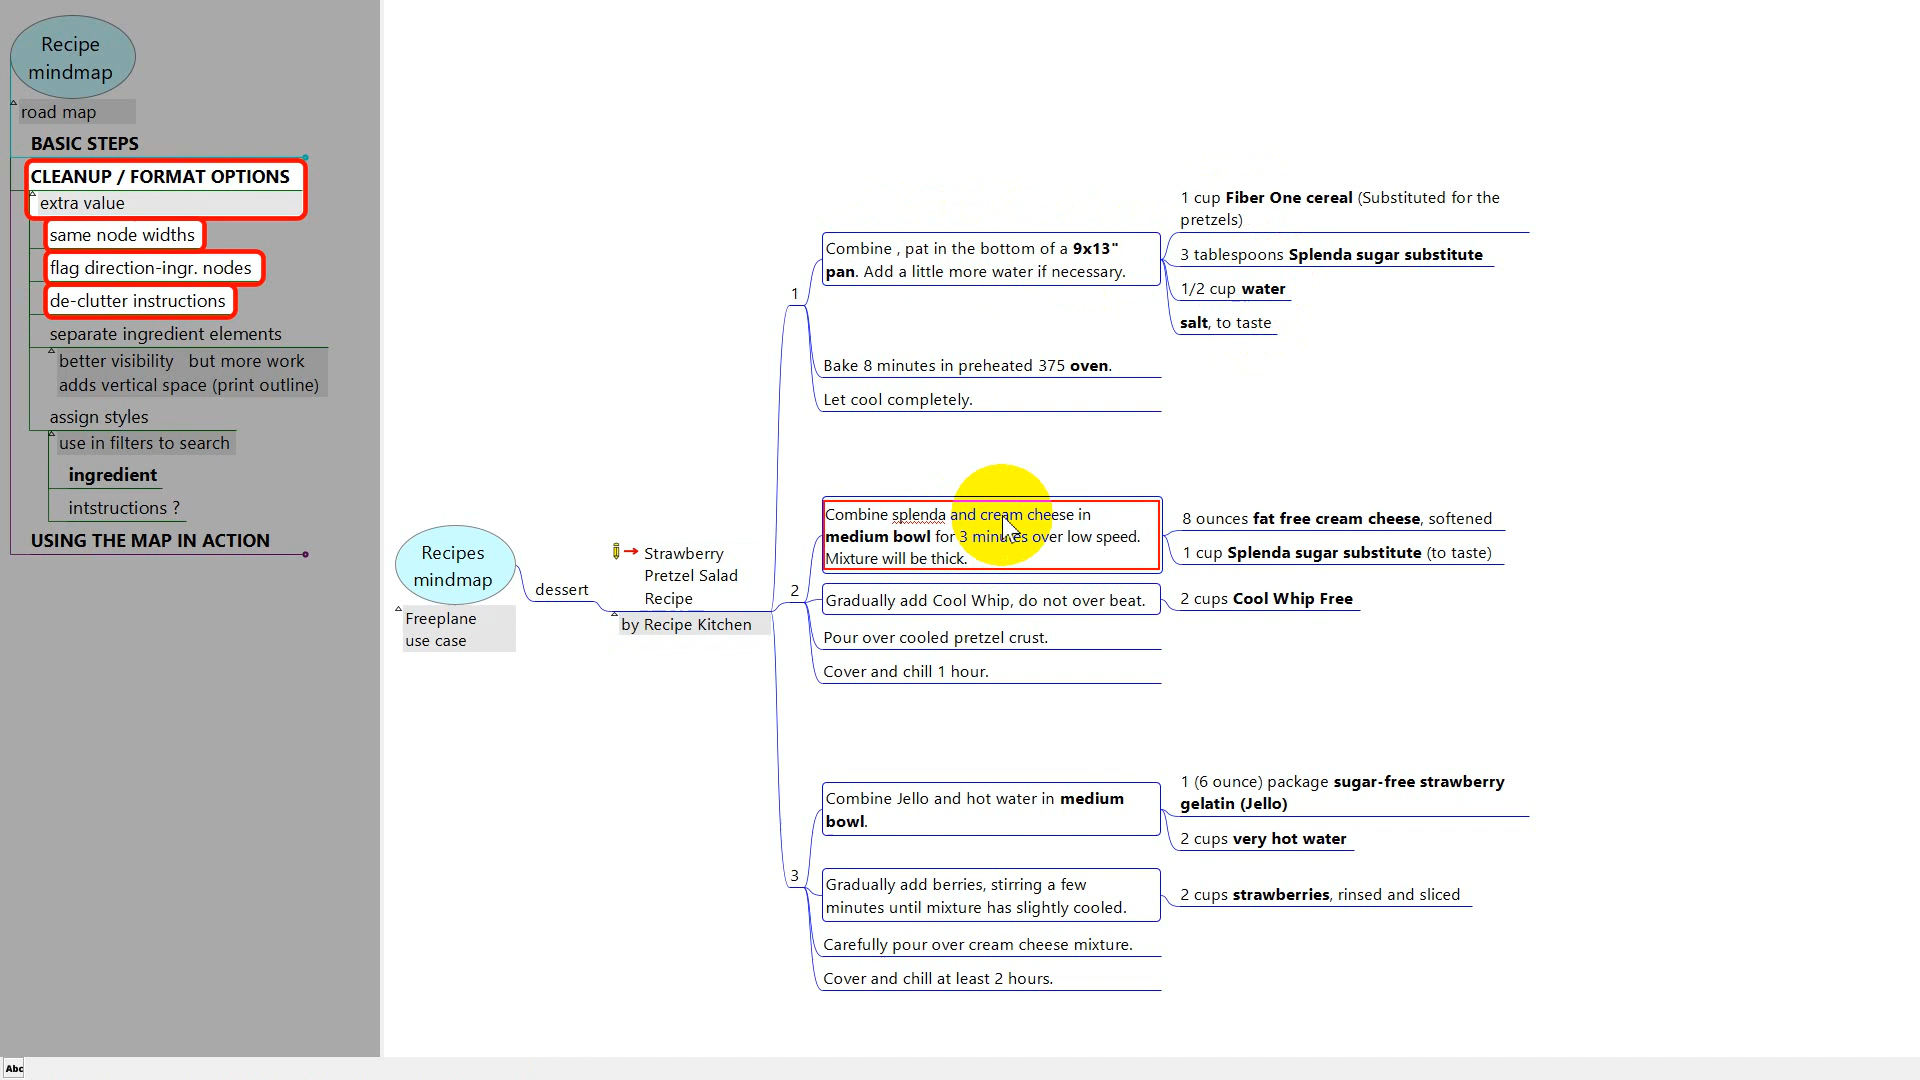 Recipe
mindmap
road map
BASIC STEPS
CLEANUP / FORMAT OPTIONS
extra value
same node widths
flag direction-ingr. nodes
de-clutter instructions
separate ingredient elements
better visibility   but more work
adds vertical space (print outline)
assign styles
use in filters to search
ingredient
intstructions ?
USING THE MAP IN ACTION
Recipes
mindmap
Freeplane
use case
dessert
Strawberry
Pretzel Salad
Recipe
by Recipe Kitchen
1
Combine , pat in the bottom of a 9x13"
pan. Add a little more water if necessary.
1 cup Fiber One cereal (Substituted for the
pretzels)
3 tablespoons Splenda sugar substitute
1/2 cup water
salt, to taste
Bake 8 minutes in preheated 375 oven.
Let cool completely.
2
Combine splenda and cream cheese in
medium bowl for 3 minutes over low speed.
Mixture will be thick.
8 ounces fat free cream cheese, softened
1 cup Splenda sugar substitute (to taste)
Gradually add Cool Whip, do not over beat.
2 cups Cool Whip Free
Pour over cooled pretzel crust.
Cover and chill 1 hour.
3
Combine Jello and hot water in medium
bowl.
1 (6 ounce) package sugar-free strawberry
gelatin (Jello)
2 cups very hot water
Gradually add berries, stirring a few
minutes until mixture has slightly cooled.
2 cups strawberries, rinsed and sliced
Carefully pour over cream cheese mixture.
Cover and chill at least 2 hours.
Abc